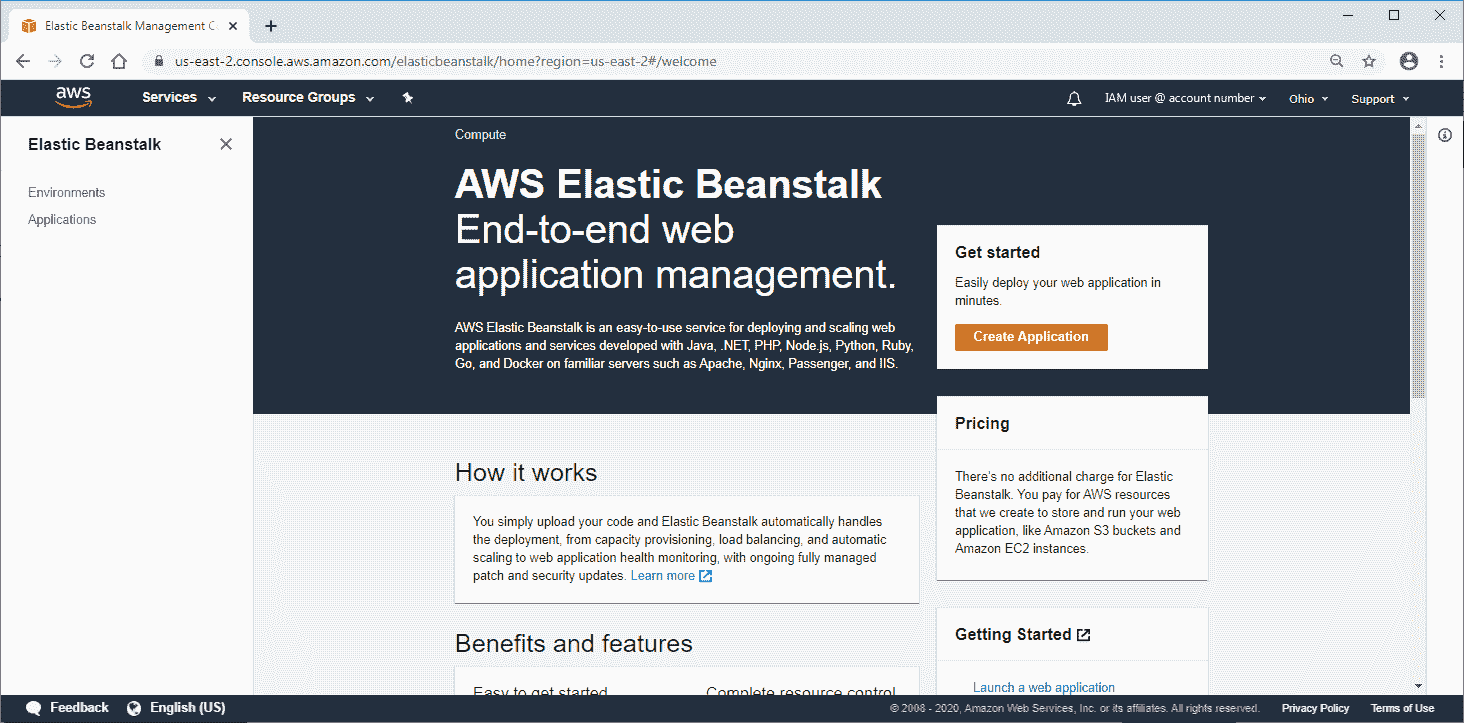 Elastic Beanstalk Management C
us-east-2.console.aws.amazon.com/elasticbeanstalk/home?region=us-east-2#/welcome
aws Services Resource Groups IAM user @ account number Ohio Support
Elastic Beanstalk
Environments
Applications
Compute
AWS Elastic Beanstalk
End-to-end web
application management.
AWS Elastic Beanstalk is an easy-to-use service for deploying and scaling web
applications and services developed with Java, .NET, PHP, Node.js, Python, Ruby,
Go, and Docker on familiar servers such as Apache, Nginx, Passenger, and IIS.
Get started
Easily deploy your web application in
minutes.
Create Application
Pricing
There's no additional charge for Elastic
Beanstalk. You pay for AWS resources
that we create to store and run your web
application, like Amazon S3 buckets and
Amazon EC2 instances.
How it works
You simply upload your code and Elastic Beanstalk automatically handles
the deployment, from capacity provisioning, load balancing, and automatic
scaling to web application health monitoring, with ongoing fully managed
patch and security updates. Learn more
Benefits and features
Easy to get started Complete resource control
Getting Started
Launch a web application
Feedback English (US) © 2008 - 2020, Amazon Web Services, Inc. or its affiliates. All rights reserved. Privacy Policy Terms of Use